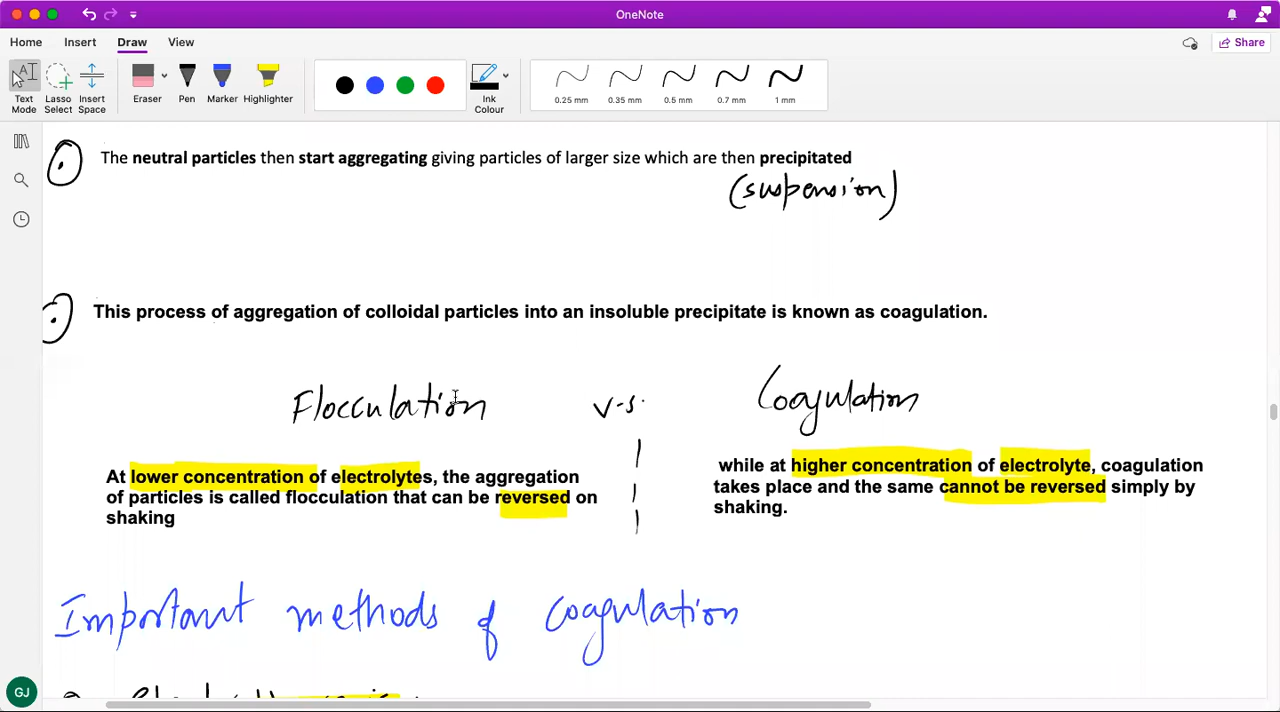 OneNote
Home Insert Draw View
Share
Text Mode
Lasso Select
Insert Space
Eraser
Pen
Marker
Highlighter
Ink Colour
0.25 mm 0.35 mm 0.5 mm 0.7 mm 1 mm
The neutral particles then start aggregating giving particles of larger size which are then precipitated
(suspension)
This process of aggregation of colloidal particles into an insoluble precipitate is known as coagulation.
Flocculation v.s. Coagulation
At lower concentration of electrolytes, the aggregation
of particles is called flocculation that can be reversed on
shaking
while at higher concentration of electrolyte, coagulation
takes place and the same cannot be reversed simply by
shaking.
Important methods of coagulation
GJ